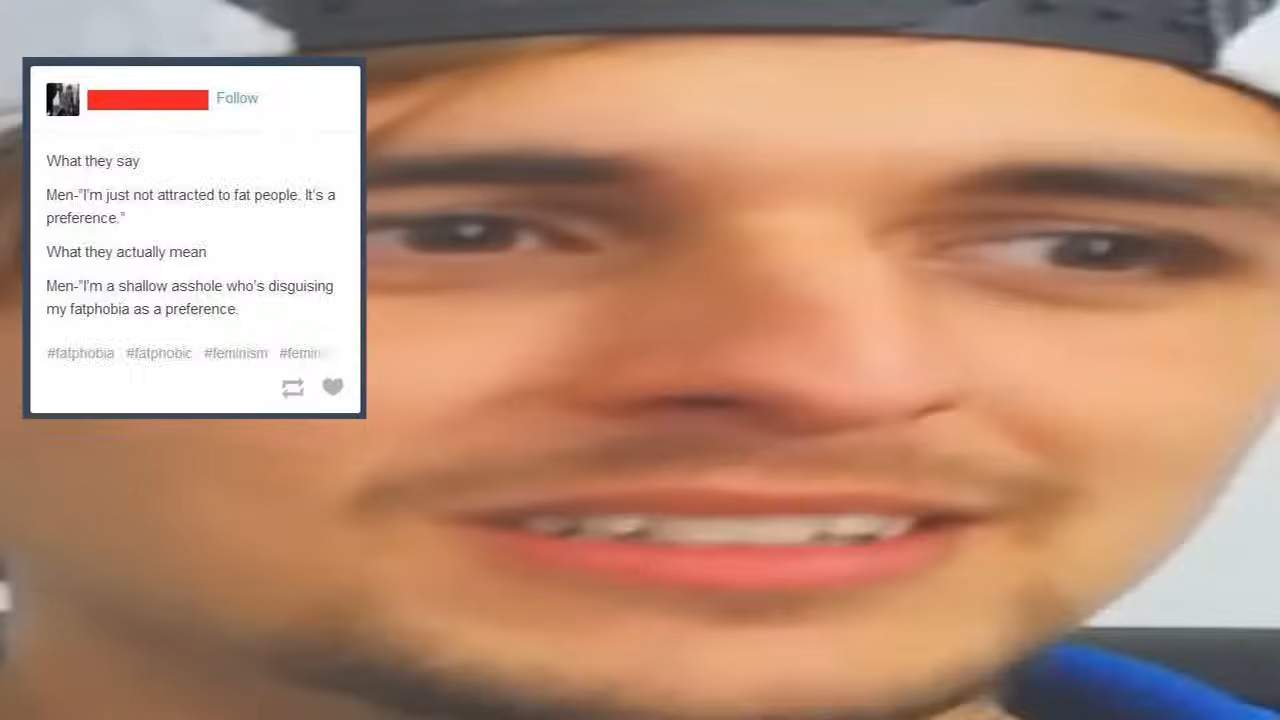 Follow
What they say
Men-"I'm just not attracted to fat people. It's a
preference."
What they actually mean
Men-"I'm a shallow asshole who's disguising
my fatphobia as a preference.
#fatphobia #fatphobic #feminism #femin